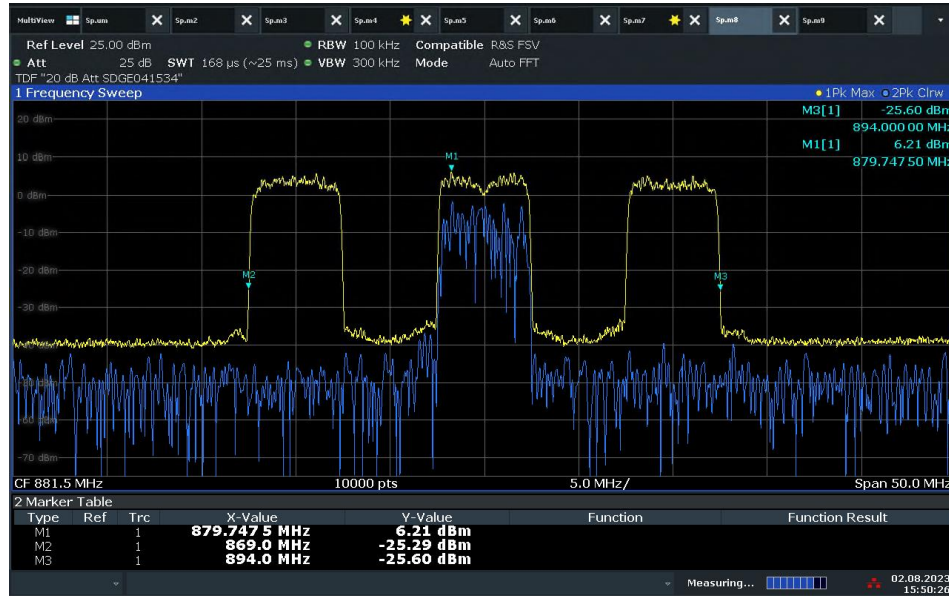 MultiView Sp.um Sp.m2 Sp.m3 Sp.m4 Sp.m5 Sp.m6 Sp.m7 Sp.m8 Sp.m9
Ref Level 25.00 dBm RBW 100 kHz Compatible R&S FSV
Att 25 dB SWT 168 µs (~25 ms) VBW 300 kHz Mode Auto FFT
TDF "20 dB Att SDGE041534"
1 Frequency Sweep 1Pk Max 2Pk Clrw
M3[1] -25.60 dBm
20 dBm
894.000 00 MHz
M1[1] 6.21 dBm
10 dBm M1
879.747 50 MHz
0 dBm
-10 dBm
-20 dBm
M2 M3
-30 dBm
-60 dBm
-70 dBm
CF 881.5 MHz 10000 pts 5.0 MHz/ Span 50.0 MHz
2 Marker Table
Type Ref Trc X-Value Y-Value Function Function Result
M1 1 879.747 5 MHz 6.21 dBm
M2 1 869.0 MHz -25.29 dBm
M3 1 894.0 MHz -25.60 dBm
Measuring... 02.08.2023
15:50:26